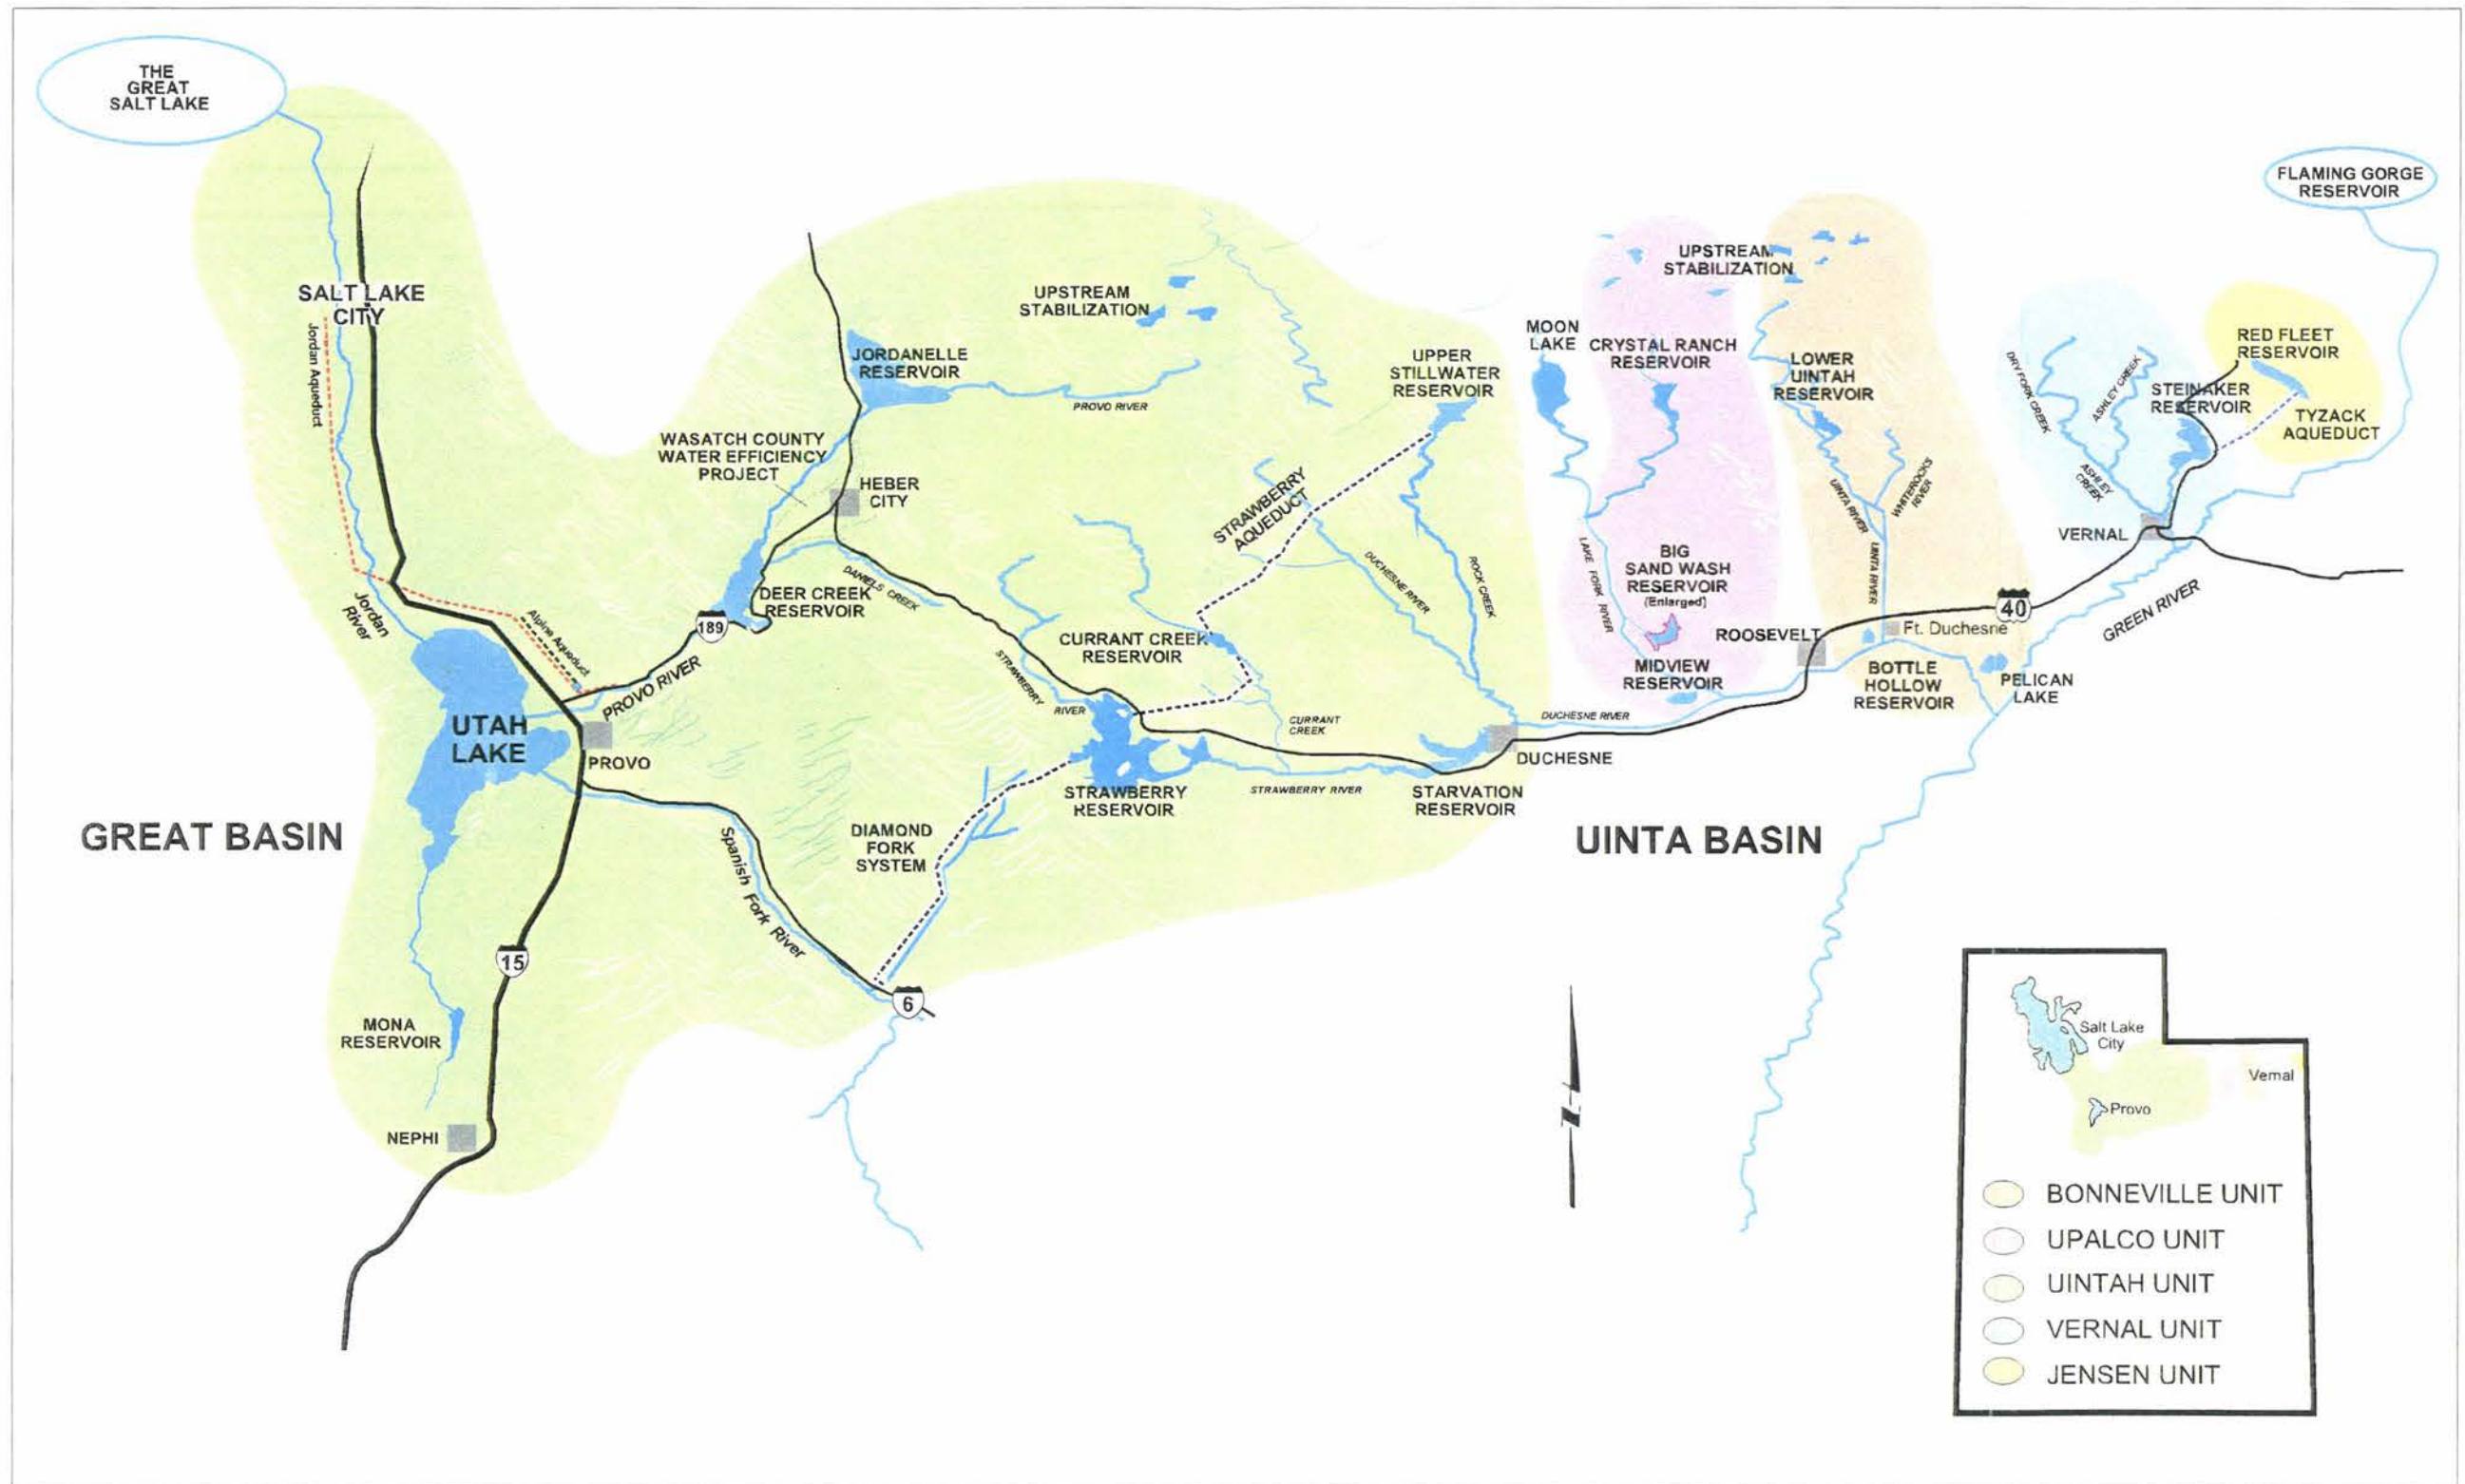 THE
GREAT
SALT LAKE
FLAMING GORGE
RESERVOIR
SALT LAKE
CITY
Jordan Aqueduct
UPSTREAM
STABILIZATION
UPSTREAM
STABILIZATION
JORDANELLE
RESERVOIR
PROVO RIVER
UPPER
STILLWATER
RESERVOIR
MOON
LAKE
CRYSTAL RANCH
RESERVOIR
LOWER
UINTAH
RESERVOIR
DRY FORK CREEK
ASHLEY CREEK
RED FLEET
RESERVOIR
STEINAKER
RESERVOIR
TYZACK
AQUEDUCT
WASATCH COUNTY
WATER EFFICIENCY
PROJECT
HEBER
CITY
STRAWBERRY
AQUEDUCT
UINTA RIVER
WHITEROCKS
RIVER
ASHLEY
CREEK
VERNAL
DANIELS CREEK
DEER CREEK
RESERVOIR
DUCHESNE RIVER
ROCK CREEK
LAKE FORK RIVER
BIG
SAND WASH
RESERVOIR
(Enlarged)
UINTA RIVER
40
GREEN RIVER
Jordan
River
Alpine Aqueduct
189
PROVO RIVER
CURRANT CREEK
RESERVOIR
STRAWBERRY
RIVER
ROOSEVELT
Ft. Duchesne
MIDVIEW
RESERVOIR
BOTTLE
HOLLOW
RESERVOIR
PELICAN
LAKE
UTAH
LAKE
PROVO
CURRANT
CREEK
DUCHESNE RIVER
DUCHESNE
STRAWBERRY
RESERVOIR
STRAWBERRY RIVER
STARVATION
RESERVOIR
GREAT BASIN
Spanish Fork River
DIAMOND
FORK
SYSTEM
UINTA BASIN
15
6
MONA
RESERVOIR
NEPHI
Z
Salt Lake
City
Vernal
Provo
BONNEVILLE UNIT
UPALCO UNIT
UINTAH UNIT
VERNAL UNIT
JENSEN UNIT